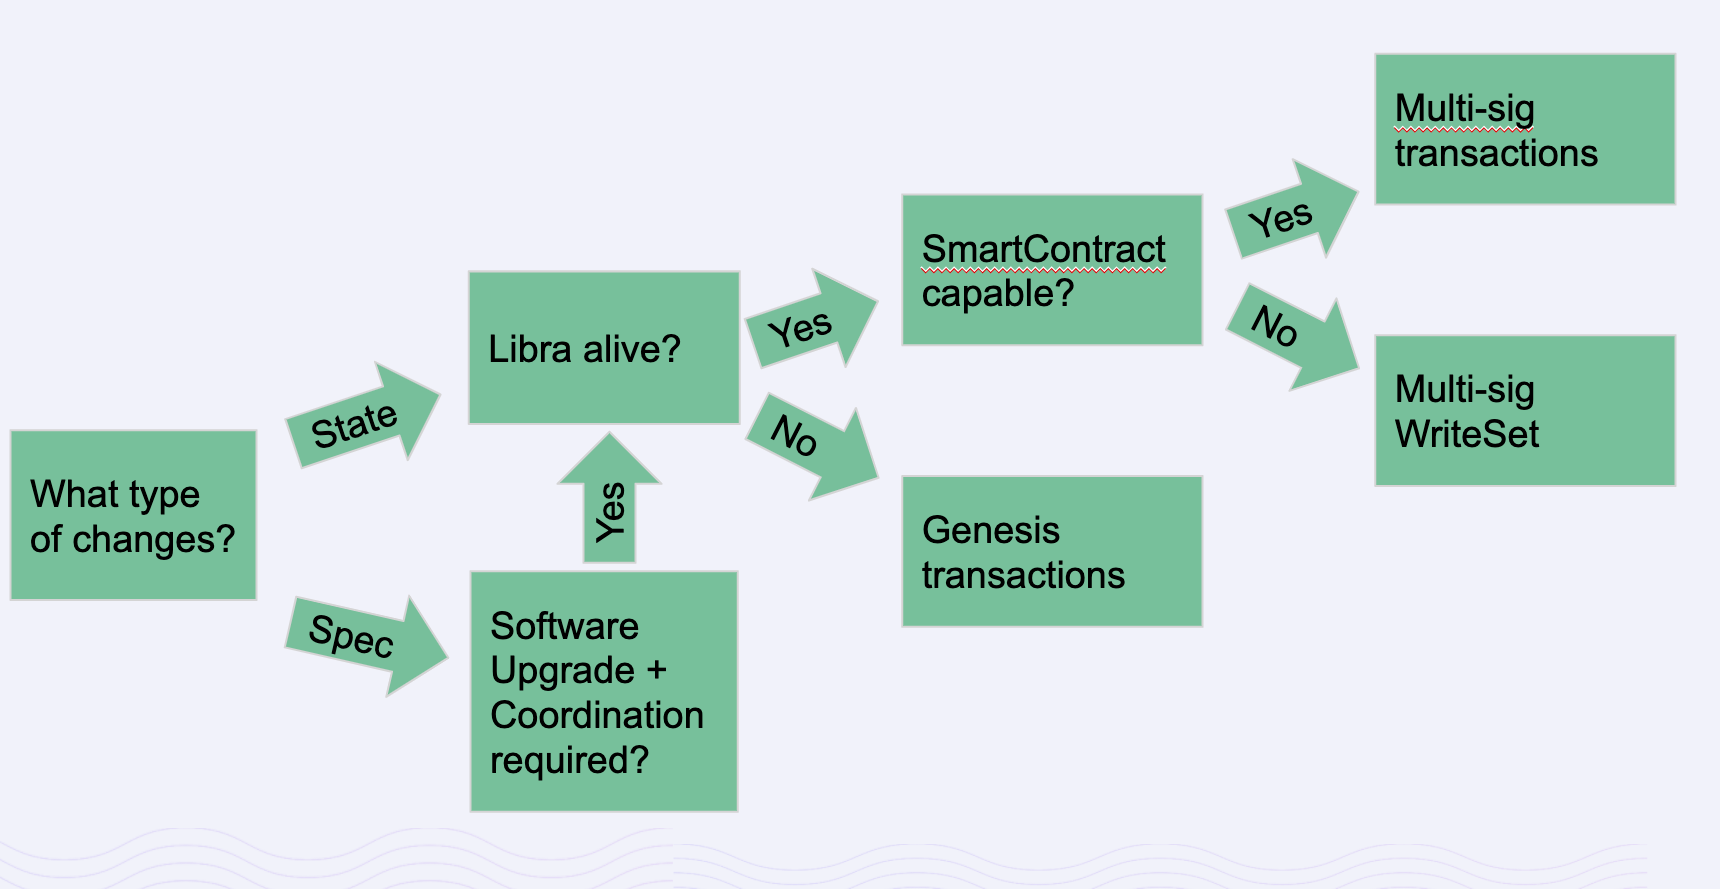 What type
of changes?
State
Spec
Libra alive?
Yes
Software
Upgrade +
Coordination
required?
Yes
No
SmartContract
capable?
Genesis
transactions
Yes
No
Multi-sig
transactions
Multi-sig
WriteSet